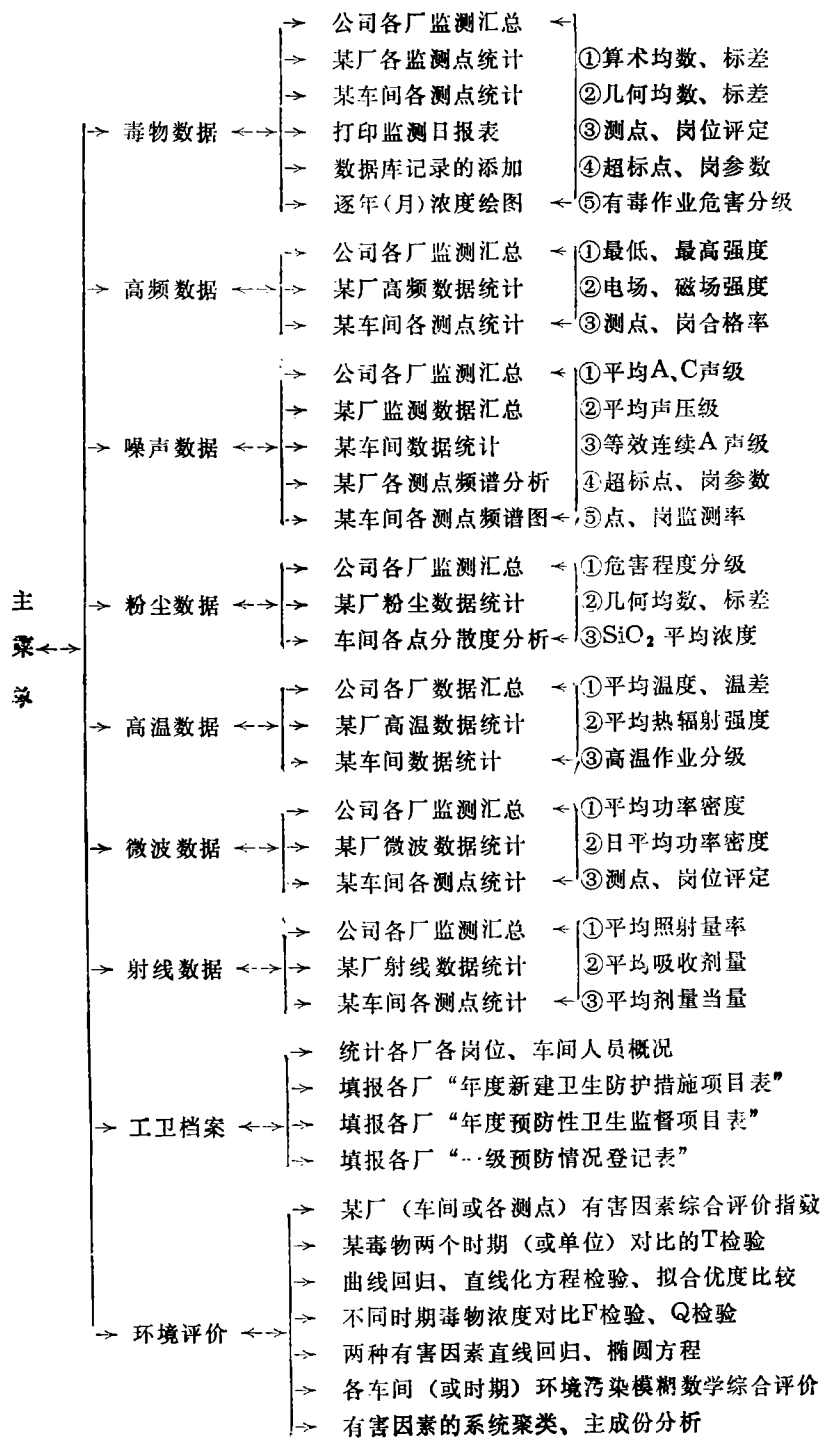 公司各厂监测汇总
某厂各监测点统计 ①算术均数、标差
某车间各测点统计 ②几何均数、标差
毒物数据 打印监测日报表 ③测点、岗位评定
数据库记录的添加 ④超标点、岗参数
逐年(月)浓度绘图 ⑤有毒作业危害分级
公司各厂监测汇总 ①最低、最高强度
高频数据 某厂高频数据统计 ②电场、磁场强度
某车间各测点统计 ③测点、岗合格率
公司各厂监测汇总 ①平均A、C声级
某厂监测数据汇总 ②平均声压级
噪声数据 某车间数据统计 ③等效连续A声级
某厂各测点频谱分析 ④超标点、岗参数
某车间各测点频谱图 ⑤点、岗监测率
公司各厂监测汇总 ①危害程度分级
主菜单
粉尘数据 某厂粉尘数据统计 ②几何均数、标差
车间各点分散度分析 ③SiO₂平均浓度
公司各厂数据汇总 ①平均温度、温差
高温数据 某厂高温数据统计 ②平均热辐射强度
某车间数据统计 ③高温作业分级
公司各厂监测汇总 ①平均功率密度
微波数据 某厂微波数据统计 ②日平均功率密度
某车间各测点统计 ③测点、岗位评定
公司各厂监测汇总 ①平均照射量率
射线数据 某厂射线数据统计 ②平均吸收剂量
某车间各测点统计 ③平均剂量当量
统计各厂各岗位、车间人员概况
填报各厂“年度新建卫生防护措施项目表”
工卫档案 填报各厂“年度预防性卫生监督项目表”
填报各厂“一级预防情况登记表”
某厂(车间或各测点)有害因素综合评价指数
某毒物两个时期(或单位)对比的T检验
曲线回归、直线化方程检验、拟合优度比较
环境评价 不同时期毒物浓度对比F检验、Q检验
两种有害因素直线回归、椭圆方程
各车间(或时期)环境污染模糊数学综合评价
有害因素的系统聚类、主成份分析